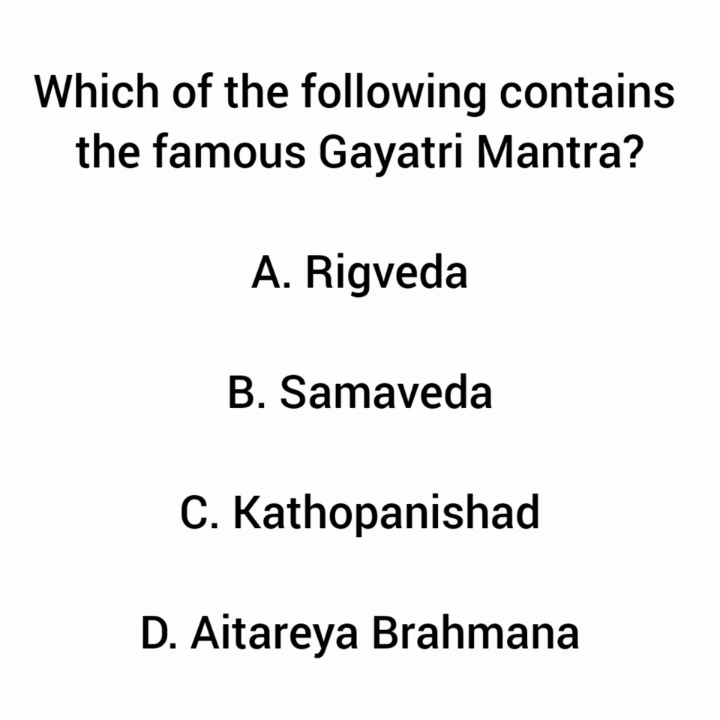 Which of the following contains
the famous Gayatri Mantra?
A. Rigveda
B. Samaveda
C. Kathopanishad
D. Aitareya Brahmana